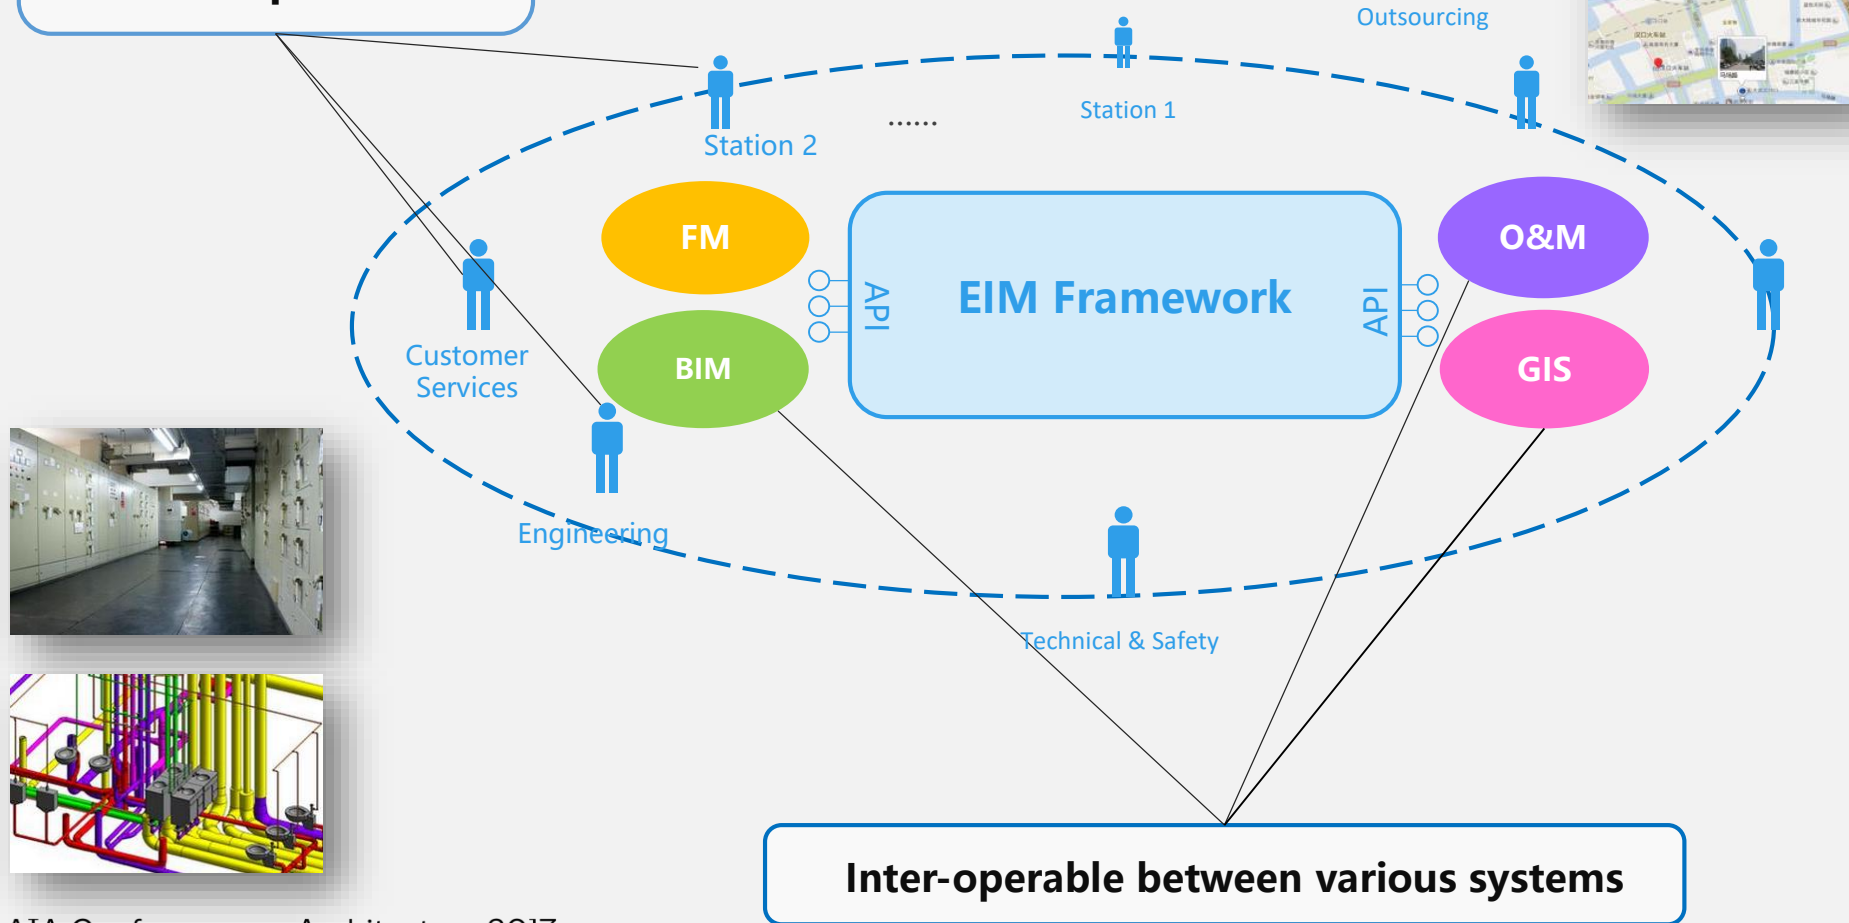 Outsourcing
Station 1
Station 2
......
FM
O&M
API
EIM Framework
API
BIM
GIS
Customer
Services
Engineering
Technical & Safety
Inter-operable between various systems